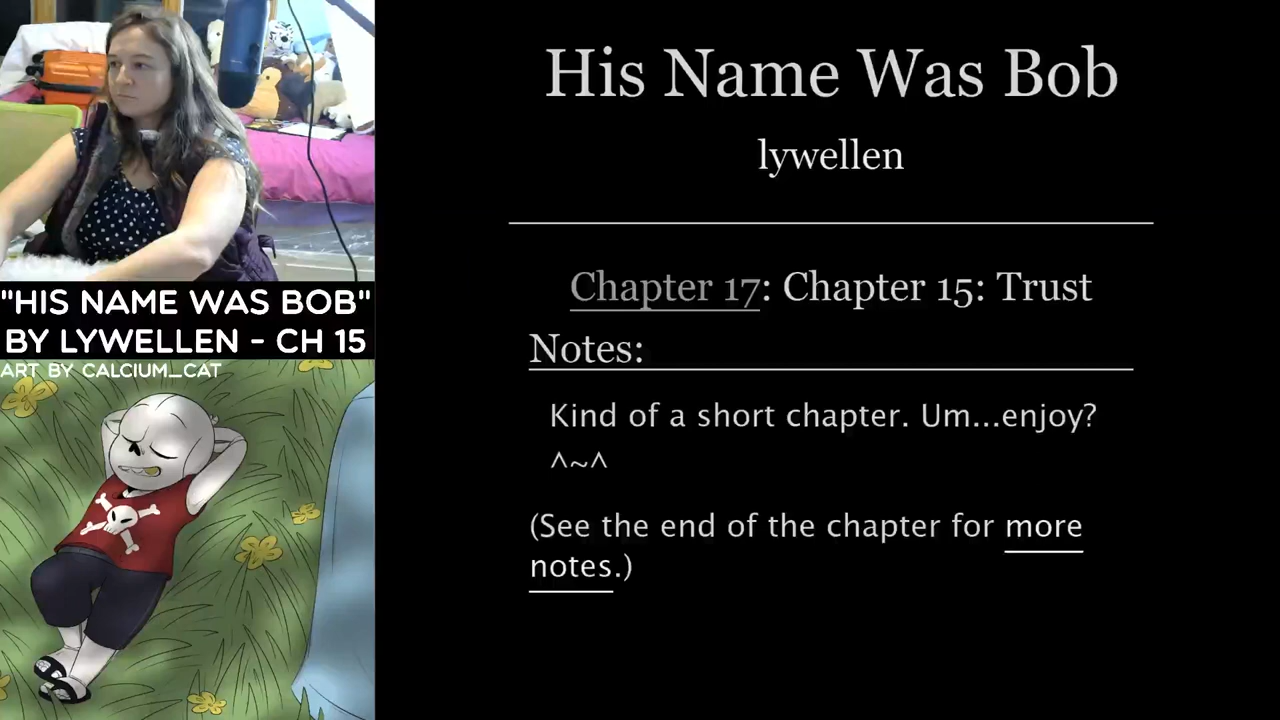 "HIS NAME WAS BOB"
BY LYWELLEN - CH 15
ART BY CALCIUM_CAT
His Name Was Bob
lywellen
Chapter 17: Chapter 15: Trust
Notes:
Kind of a short chapter. Um...enjoy?
^~^
(See the end of the chapter for more
notes.)